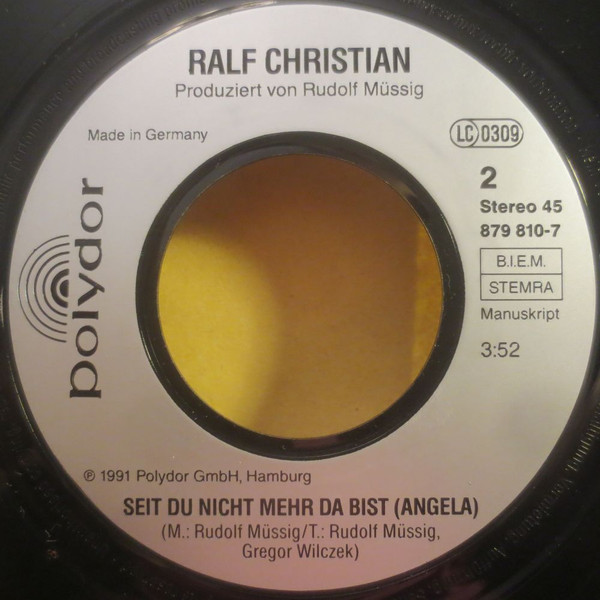 RALF CHRISTIAN
Produziert von Rudolf Müssig
Made in Germany
LC 0309
polydor
2
Stereo 45
879 810-7
B.I.E.M.
STEMRA
Manuskript
3:52
℗ 1991 Polydor GmbH, Hamburg
SEIT DU NICHT MEHR DA BIST (ANGELA)
(M.: Rudolf Müssig/T.: Rudolf Müssig,
Gregor Wilczek)